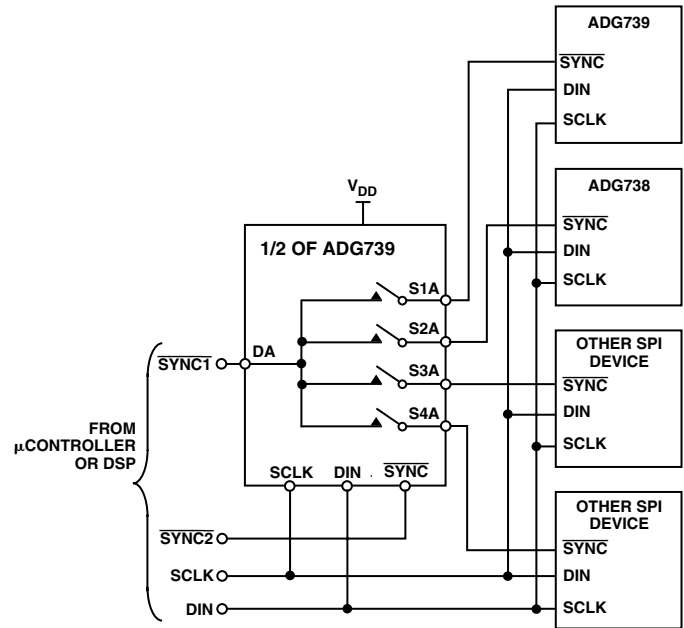 ADG739
SYNC
DIN
SCLK
ADG738
SYNC
DIN
SCLK
VDD
1/2 OF ADG739
S1A
S2A
S3A
S4A
DA
SYNC1
OTHER SPI
DEVICE
SYNC
DIN
SCLK
FROM
μCONTROLLER
OR DSP
SCLK DIN SYNC
SYNC2
SCLK
DIN
OTHER SPI
DEVICE
SYNC
DIN
SCLK